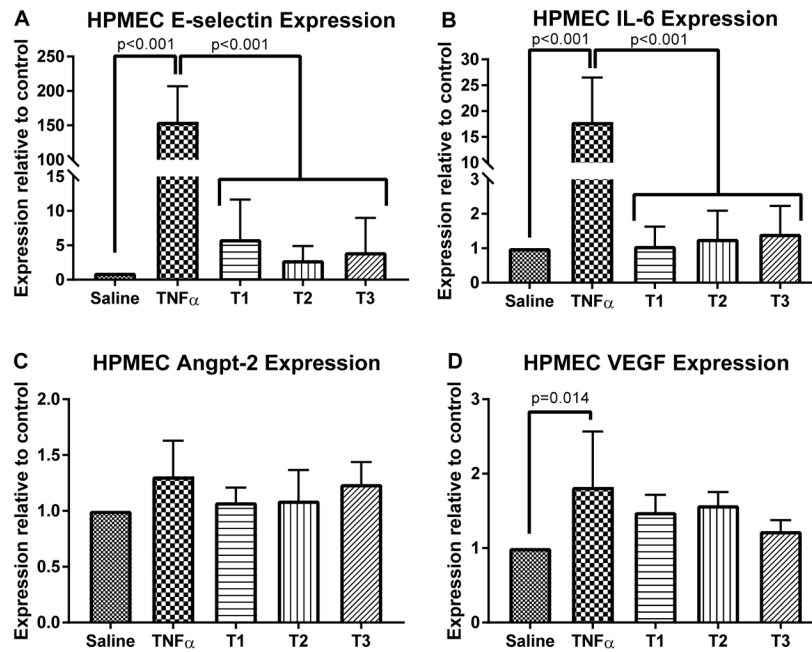 A
HPMEC E-selectin Expression
p<0.001
p<0.001
Expression relative to control
250
200
150
100
15
10
5
0
Saline TNFα T1 T2 T3
B
HPMEC IL-6 Expression
p<0.001
p<0.001
Expression relative to control
30
25
20
15
10
3
2
1
0
Saline TNFα T1 T2 T3
C
HPMEC Angpt-2 Expression
Expression relative to control
2.0
1.5
1.0
0.5
0.0
Saline TNFα T1 T2 T3
D
HPMEC VEGF Expression
p=0.014
Expression relative to control
3
2
1
0
Saline TNFα T1 T2 T3